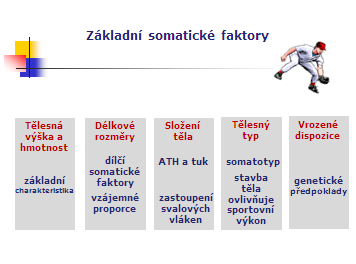 Základní somatické faktory
Tělesná
výška a
hmotnost
základní
charakteristika
Délkové
rozměry
dílčí
somatické
faktory
vzájemné
proporce
Složení
těla
ATH a tuk
zastoupení
svalových
vláken
Tělesný
typ
somatotyp
stavba
těla
ovlivňuje
sportovní
výkon
Vrozené
dispozice
genetické
předpoklady